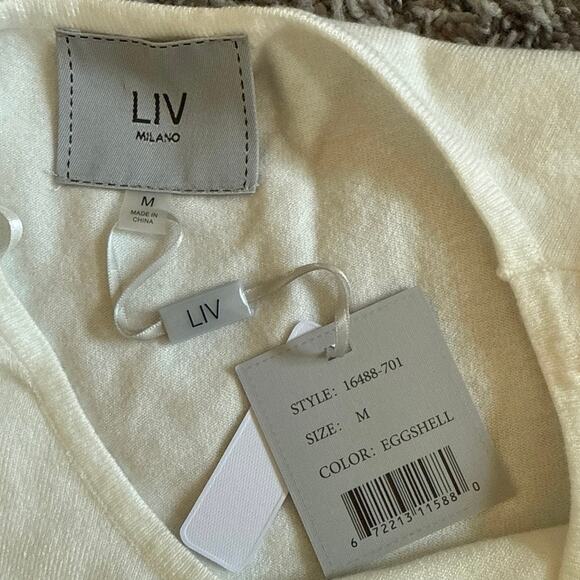 LIV
MILANO
M
MADE IN
CHINA
LIV
STYLE: 16488-701
SIZE: M
COLOR: EGGSHELL
6 72213 11588 0